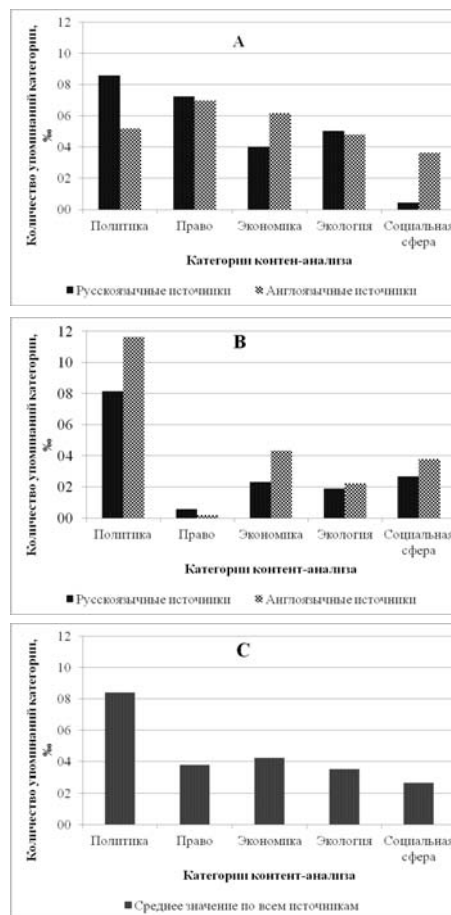 Количество упоминаний категории,
‰
12
10
08
06
04
02
00
A
Политика
Право
Экономика
Экология
Социальная
сфера
Категории контен-анализа
Русскоязычные источники
Англоязычные источники
Количество упоминаний категории,
‰
12
10
08
06
04
02
00
B
Политика
Право
Экономика
Экология
Социальная
сфера
Категории контент-анализа
Русскоязычные источники
Англоязычные источники
Количество упоминаний категории,
‰
12
10
08
06
04
02
00
C
Политика
Право
Экономика
Экология
Социальная
сфера
Категории контент-анализа
Среднее значение по всем источникам